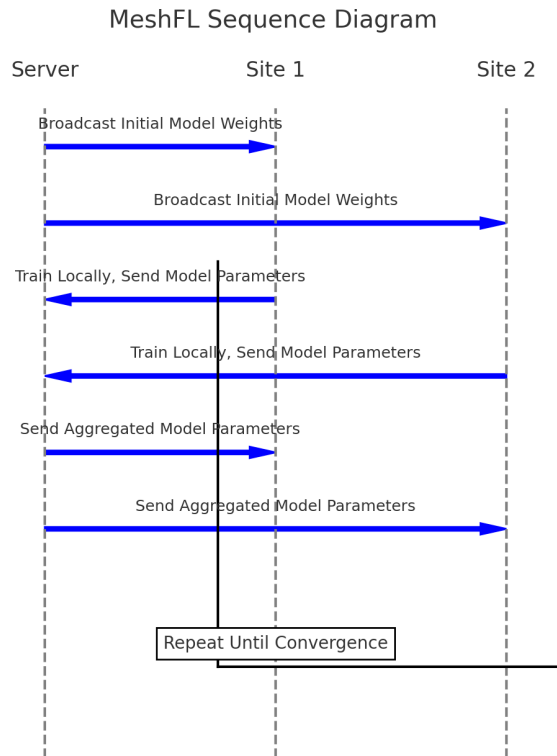 MeshFL Sequence Diagram
Server Site 1 Site 2
Broadcast Initial Model Weights
Broadcast Initial Model Weights
Train Locally, Send Model Parameters
Train Locally, Send Model Parameters
Send Aggregated Model Parameters
Send Aggregated Model Parameters
Repeat Until Convergence